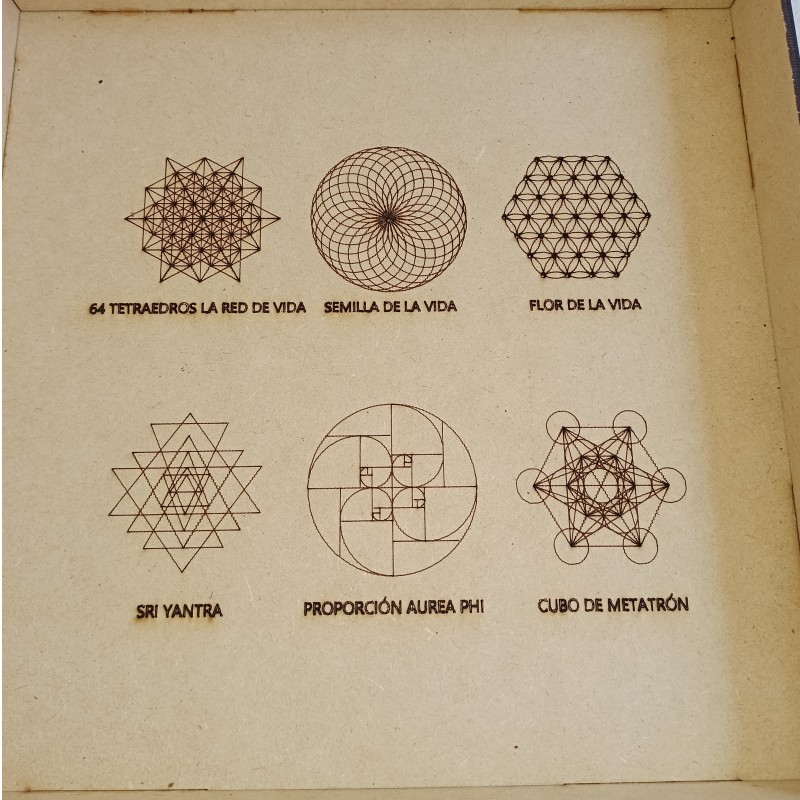 64 TETRAEDROS LA RED DE VIDA
SEMILLA DE LA VIDA
FLOR DE LA VIDA
SRI YANTRA
PROPORCIÓN AUREA PHI
CUBO DE METATRÓN